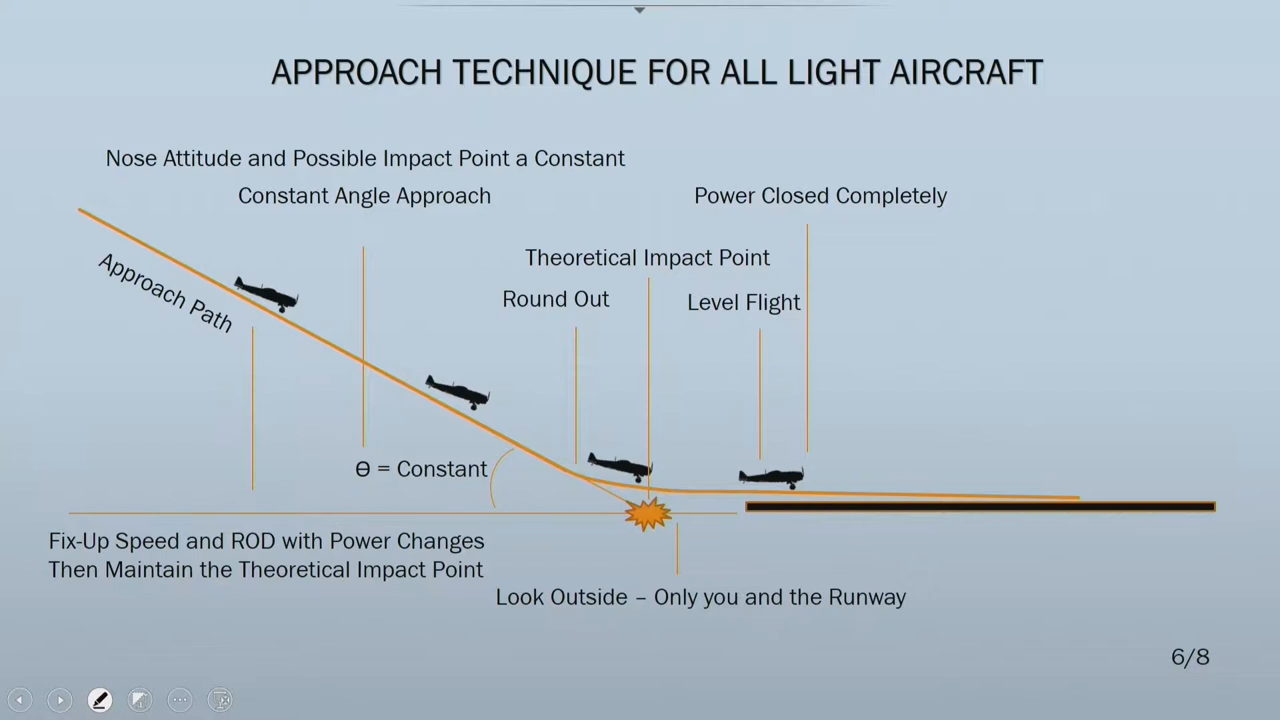 APPROACH TECHNIQUE FOR ALL LIGHT AIRCRAFT
Nose Attitude and Possible Impact Point a Constant
Constant Angle Approach
Power Closed Completely
Theoretical Impact Point
Round Out
Level Flight
Approach Path
Ө = Constant
Fix-Up Speed and ROD with Power Changes
Then Maintain the Theoretical Impact Point
Look Outside – Only you and the Runway
6/8